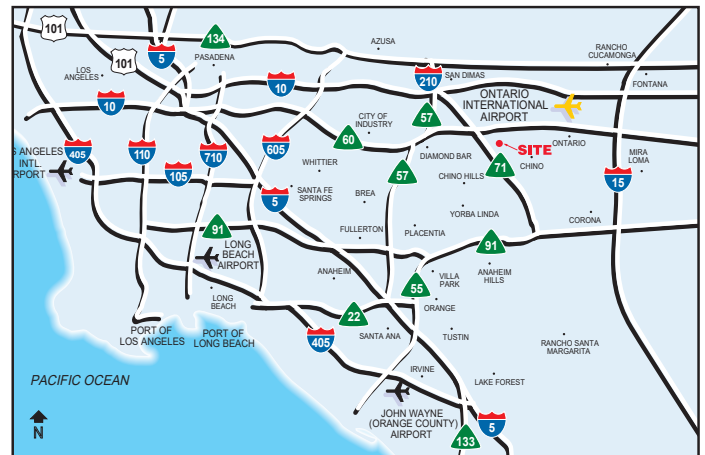 101
134
AZUSA
5
RANCHO
CUCAMONGA
101
PASADENA
LOS
ANGELES
210
SAN DIMAS
10
FONTANA
10
ONTARIO
INTERNATIONAL
AIRPORT
57
CITY OF
INDUSTRY
60
605
ONTARIO
SITE
405
110
710
DIAMOND BAR
CHINO
MIRA
LOMA
S ANGELES
INTL.
RPORT
WHITTIER
71
105
57
CHINO HILLS
15
SANTA FE
SPRINGS
5
BREA
YORBA LINDA
CORONA
91
FULLERTON
PLACENTIA
91
LONG
BEACH
AIRPORT
ANAHEIM
VILLA
PARK
ANAHEIM
HILLS
55
LONG
BEACH
ORANGE
22
PORT OF
LOS ANGELES
PORT OF
LONG BEACH
405
SANTA ANA
TUSTIN
RANCHO SANTA
MARGARITA
IRVINE
PACIFIC OCEAN
LAKE FOREST
JOHN WAYNE
(ORANGE COUNTY)
AIRPORT
5
N
133